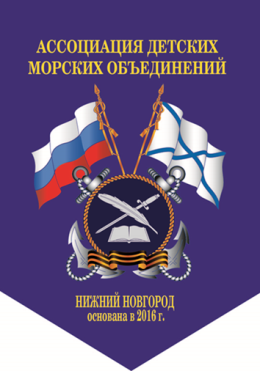 АССОЦИАЦИЯ ДЕТСКИХ
МОРСКИХ ОБЪЕДИНЕНИЙ
НИЖНИЙ НОВГОРОД
основана в 2016 г.